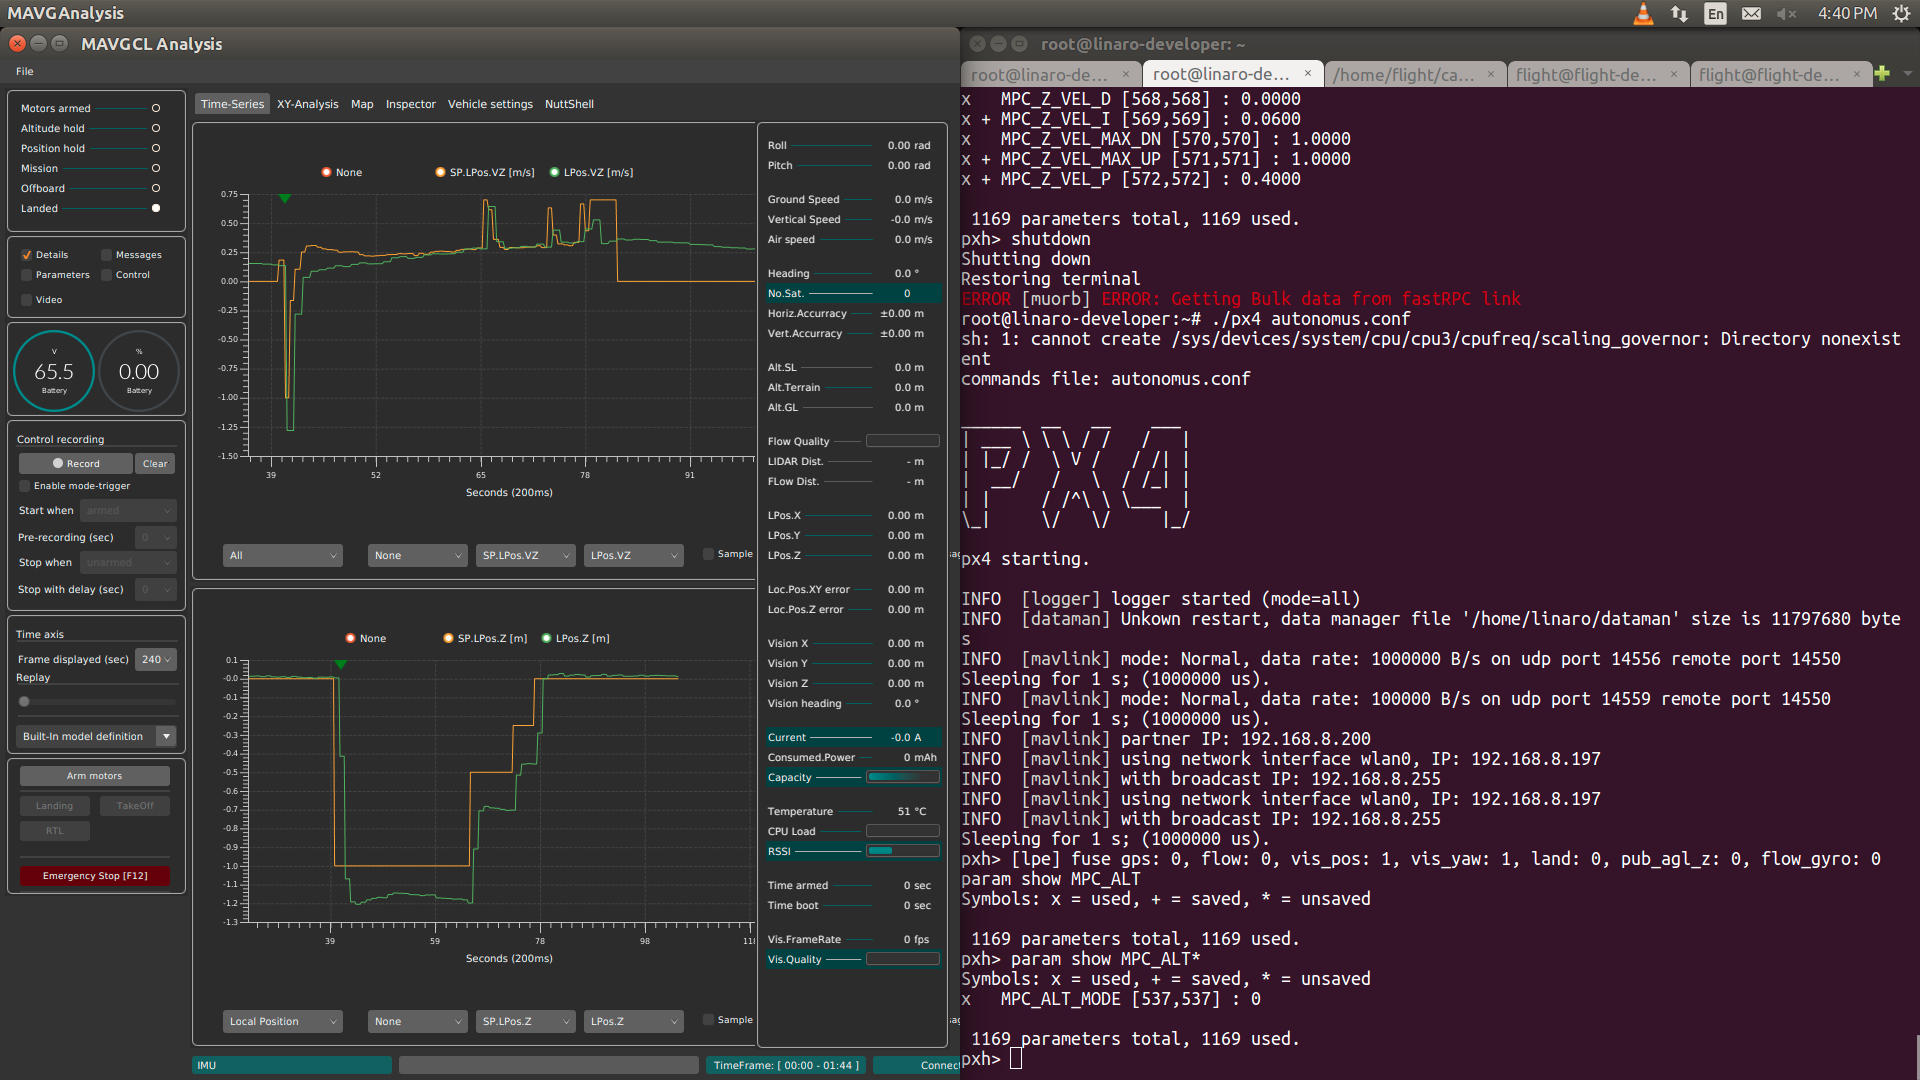 MAVGAnalysis
En
4:40 PM
MAVGCL Analysis
File
Motors armed
Altitude hold
Position hold
Mission
Offboard
Landed
Details
Messages
Parameters
Control
Video
V
65.5
Battery
%
0.00
Battery
Control recording
Record
Clear
Enable mode-trigger
Start when
armed
Pre-recording (sec)
0
Stop when
unarmed
Stop with delay (sec)
0
Time axis
Frame displayed (sec)
240
Replay
Built-In model definition
Arm motors
Landing
TakeOff
RTL
Emergency Stop [F12]
Time-Series
XY-Analysis
Map
Inspector
Vehicle settings
NuttShell
None
SP.LPos.VZ [m/s]
LPos.VZ [m/s]
0.75
0.50
0.25
0.00
-0.25
-0.50
-0.75
-1.00
-1.25
-1.50
39
52
65
78
91
Seconds (200ms)
All
None
SP.LPos.VZ
LPos.VZ
Sample
None
SP.LPos.Z [m]
LPos.Z [m]
0.1
-0.0
-0.1
-0.2
-0.3
-0.4
-0.5
-0.6
-0.7
-0.8
-0.9
-1.0
-1.1
-1.2
-1.3
39
59
78
98
118
Seconds (200ms)
Local Position
None
SP.LPos.Z
LPos.Z
Sample
IMU
TimeFrame: [ 00:00 - 01:44 ]
Connec
Roll 0.00 rad
Pitch 0.00 rad
Ground Speed 0.0 m/s
Vertical Speed -0.0 m/s
Air speed 0.0 m/s
Heading 0.0 °
No.Sat. 0
Horiz.Accurracy ±0.00 m
Vert.Accurracy ±0.00 m
Alt.SL 0.0 m
Alt.Terrain 0.0 m
Alt.GL 0.0 m
Flow Quality
LIDAR Dist. - m
FLow Dist. - m
LPos.X 0.00 m
LPos.Y 0.00 m
LPos.Z 0.00 m
Loc.Pos.XY error 0.00 m
Loc.Pos.Z error 0.00 m
Vision X 0.00 m
Vision Y 0.00 m
Vision Z 0.00 m
Vision heading 0.0 °
Current -0.0 A
Consumed.Power 0 mAh
Capacity
Temperature 51 °C
CPU Load
RSSI
Time armed 0 sec
Time boot 0 sec
Vis.FrameRate 0 fps
Vis.Quality
root@linaro-developer: ~
root@linaro-de...
root@linaro-de...
/home/flight/ca...
flight@flight-de...
flight@flight-de...
x   MPC_Z_VEL_D [568,568] : 0.0000
x + MPC_Z_VEL_I [569,569] : 0.0600
x   MPC_Z_VEL_MAX_DN [570,570] : 1.0000
x + MPC_Z_VEL_MAX_UP [571,571] : 1.0000
x + MPC_Z_VEL_P [572,572] : 0.4000
1169 parameters total, 1169 used.
pxh> shutdown
Shutting down
Restoring terminal
ERROR [muorb] ERROR: Getting Bulk data from fastRPC link
root@linaro-developer:~# ./px4 autonomus.conf
sh: 1: cannot create /sys/devices/system/cpu/cpu3/cpufreq/scaling_governor: Directory nonexist
ent
commands file: autonomus.conf
PX4
px4 starting.
INFO  [logger] logger started (mode=all)
INFO  [dataman] Unkown restart, data manager file '/home/linaro/dataman' size is 11797680 byte
s
INFO  [mavlink] mode: Normal, data rate: 1000000 B/s on udp port 14556 remote port 14550
Sleeping for 1 s; (1000000 us).
INFO  [mavlink] mode: Normal, data rate: 100000 B/s on udp port 14559 remote port 14550
Sleeping for 1 s; (1000000 us).
INFO  [mavlink] partner IP: 192.168.8.200
INFO  [mavlink] using network interface wlan0, IP: 192.168.8.197
INFO  [mavlink] with broadcast IP: 192.168.8.255
INFO  [mavlink] using network interface wlan0, IP: 192.168.8.197
INFO  [mavlink] with broadcast IP: 192.168.8.255
Sleeping for 1 s; (1000000 us).
pxh> [lpe] fuse gps: 0, flow: 0, vis_pos: 1, vis_yaw: 1, land: 0, pub_agl_z: 0, flow_gyro: 0
param show MPC_ALT
Symbols: x = used, + = saved, * = unsaved
1169 parameters total, 1169 used.
pxh> param show MPC_ALT*
Symbols: x = used, + = saved, * = unsaved
x   MPC_ALT_MODE [537,537] : 0
1169 parameters total, 1169 used.
pxh>